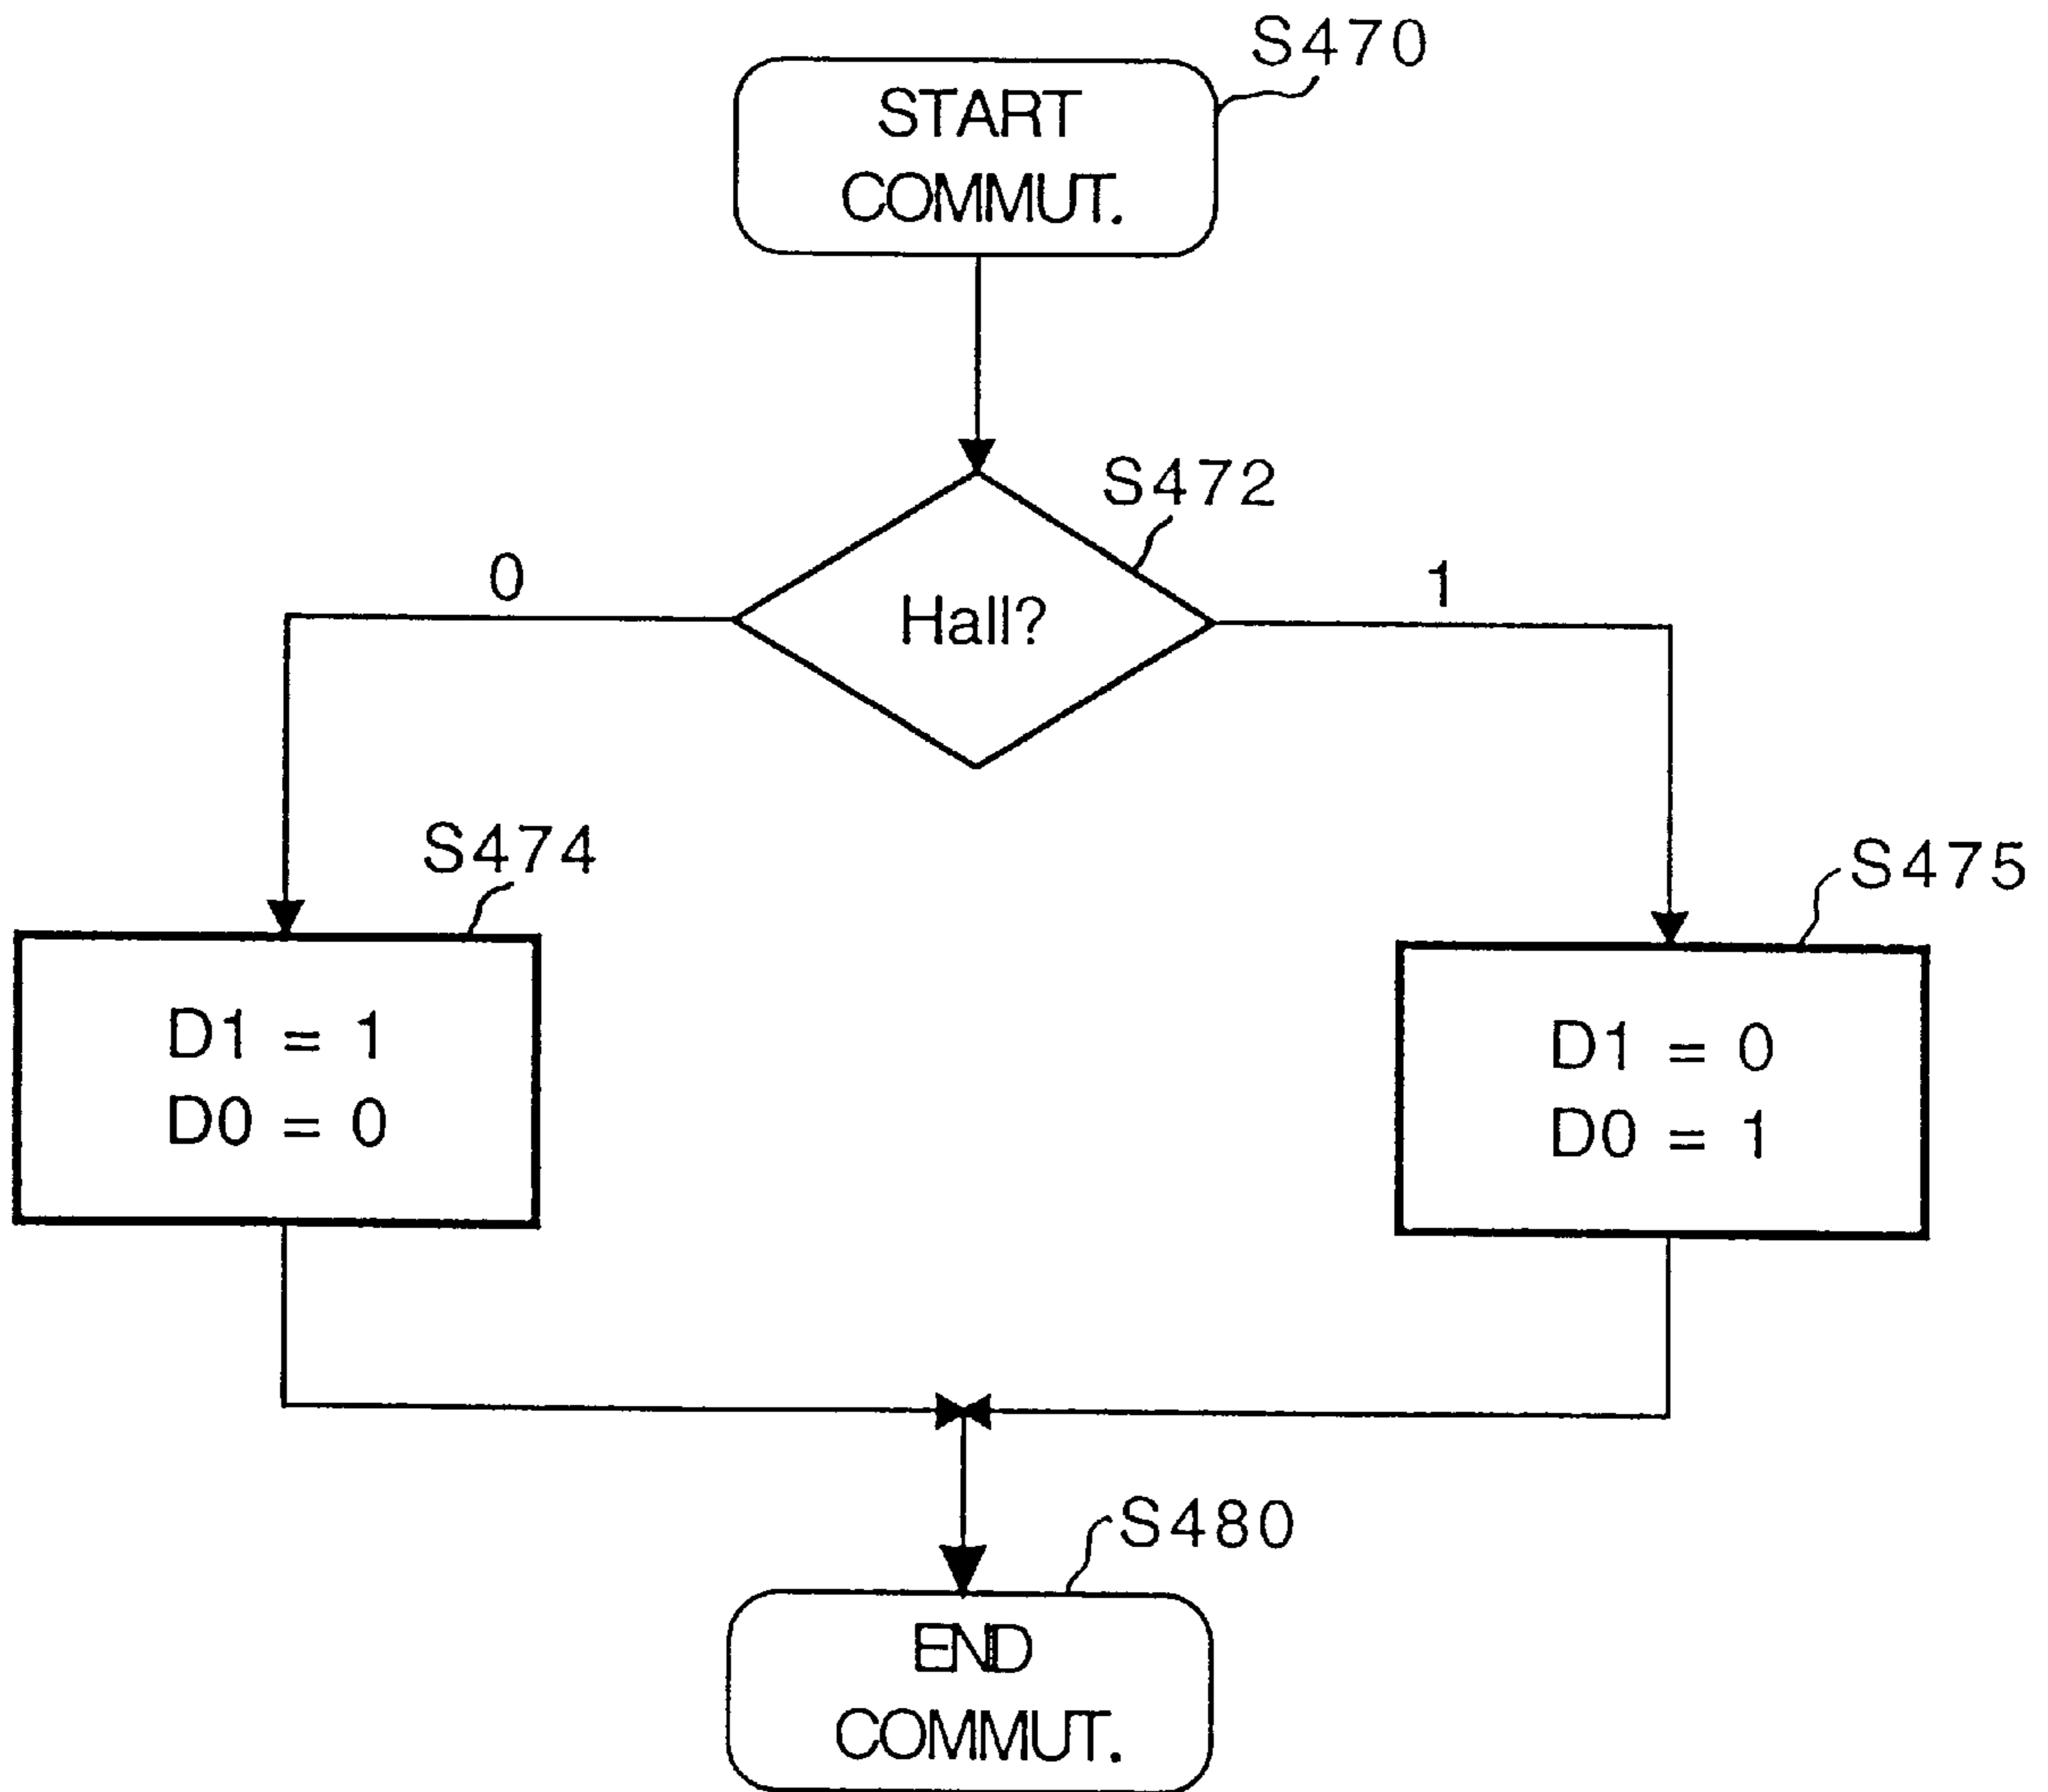 S470
START
COMMUT.
S472
0
Hall?
1
S474
S475
D1 = 1
D0 = 0
D1 = 0
D0 = 1
S480
END
COMMUT.